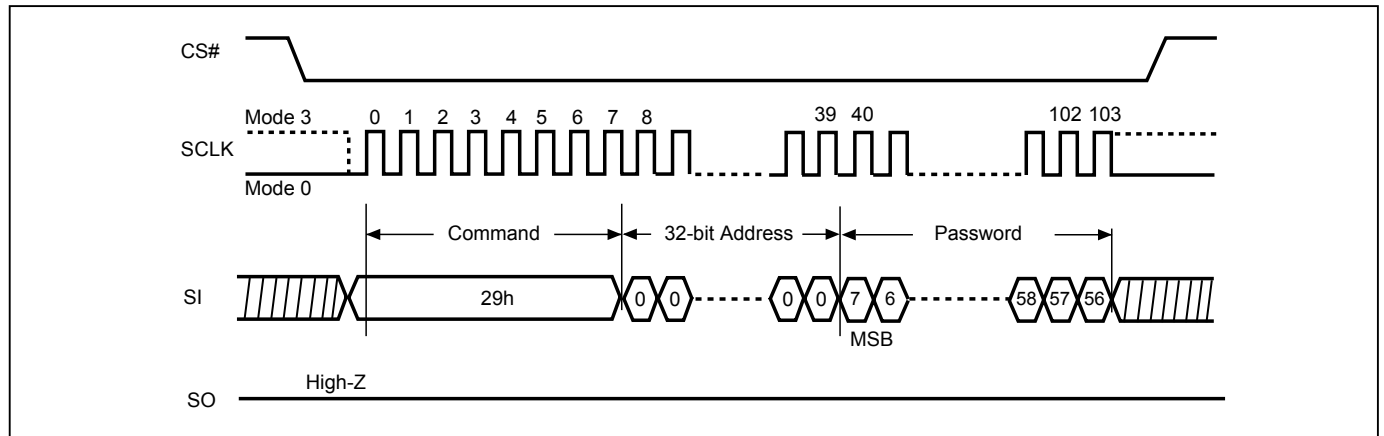 CS#
Mode 3 0 1 2 3 4 5 6 7 8 39 40 102 103
SCLK
Mode 0
Command 32-bit Address Password
SI 29h 0 0 0 0 7 6 58 57 56
MSB
High-Z
SO